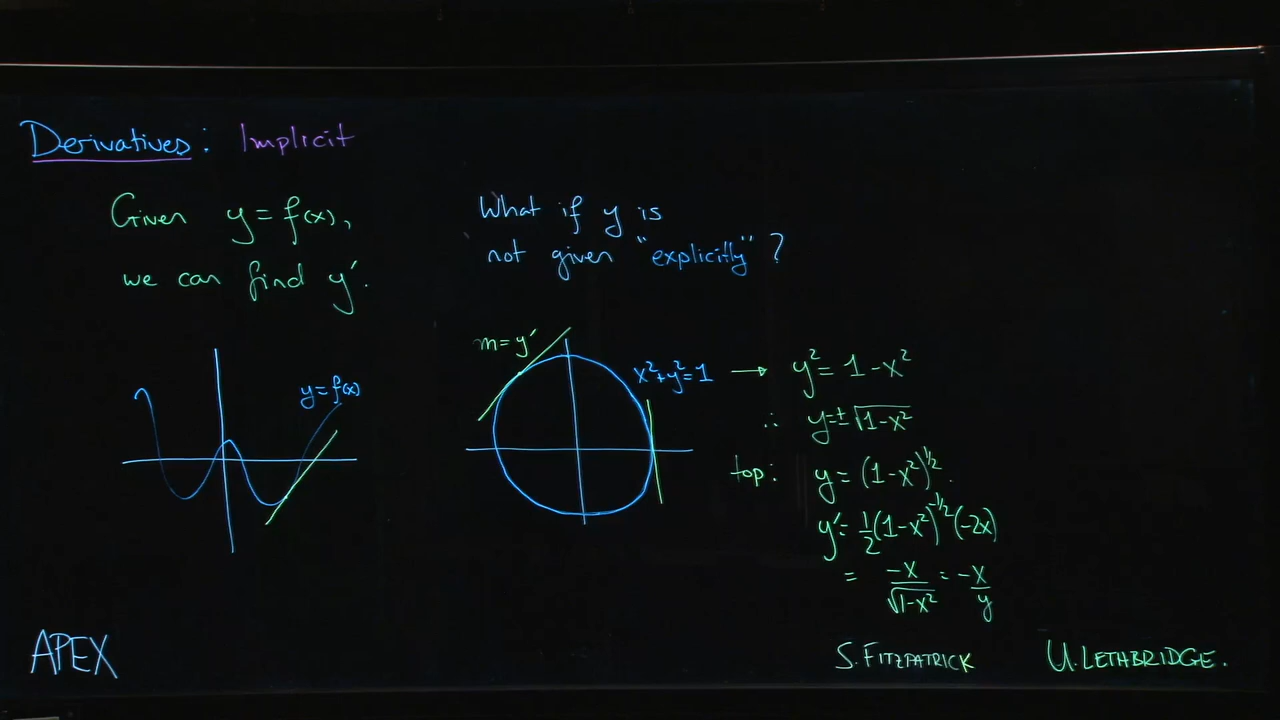 Derivatives: Implicit
Given y = f(x),
we can find y'.
What if y is
not given "explicitly" ?
y = f(x)
m = y'
x² + y² = 1 → y² = 1 - x²
∴ y = ± √(1-x²)
top: y = (1-x²)^(1/2).
y' = 1/2 (1-x²)^(-1/2) (-2x)
= -x/√(1-x²) = -x/y
APEX
S. FITZPATRICK
U. LETHBRIDGE.